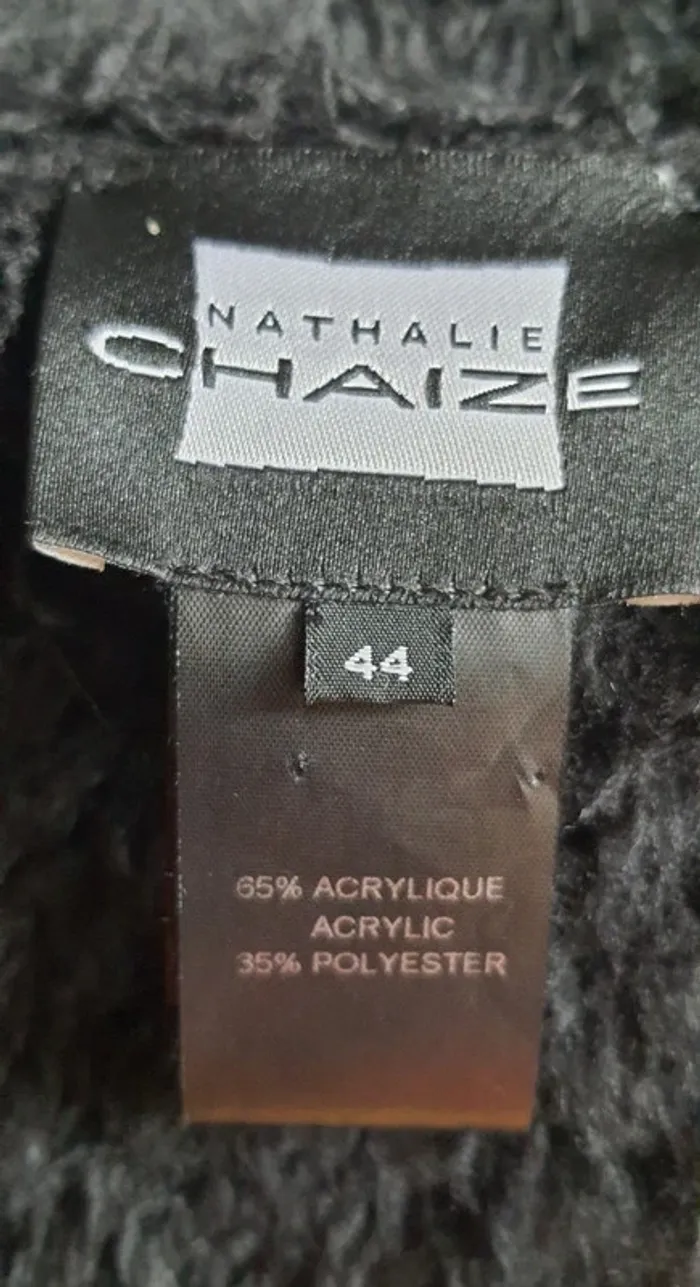 NATHALIE
CHAIZE
44
65% ACRYLIQUE
ACRYLIC
35% POLYESTER